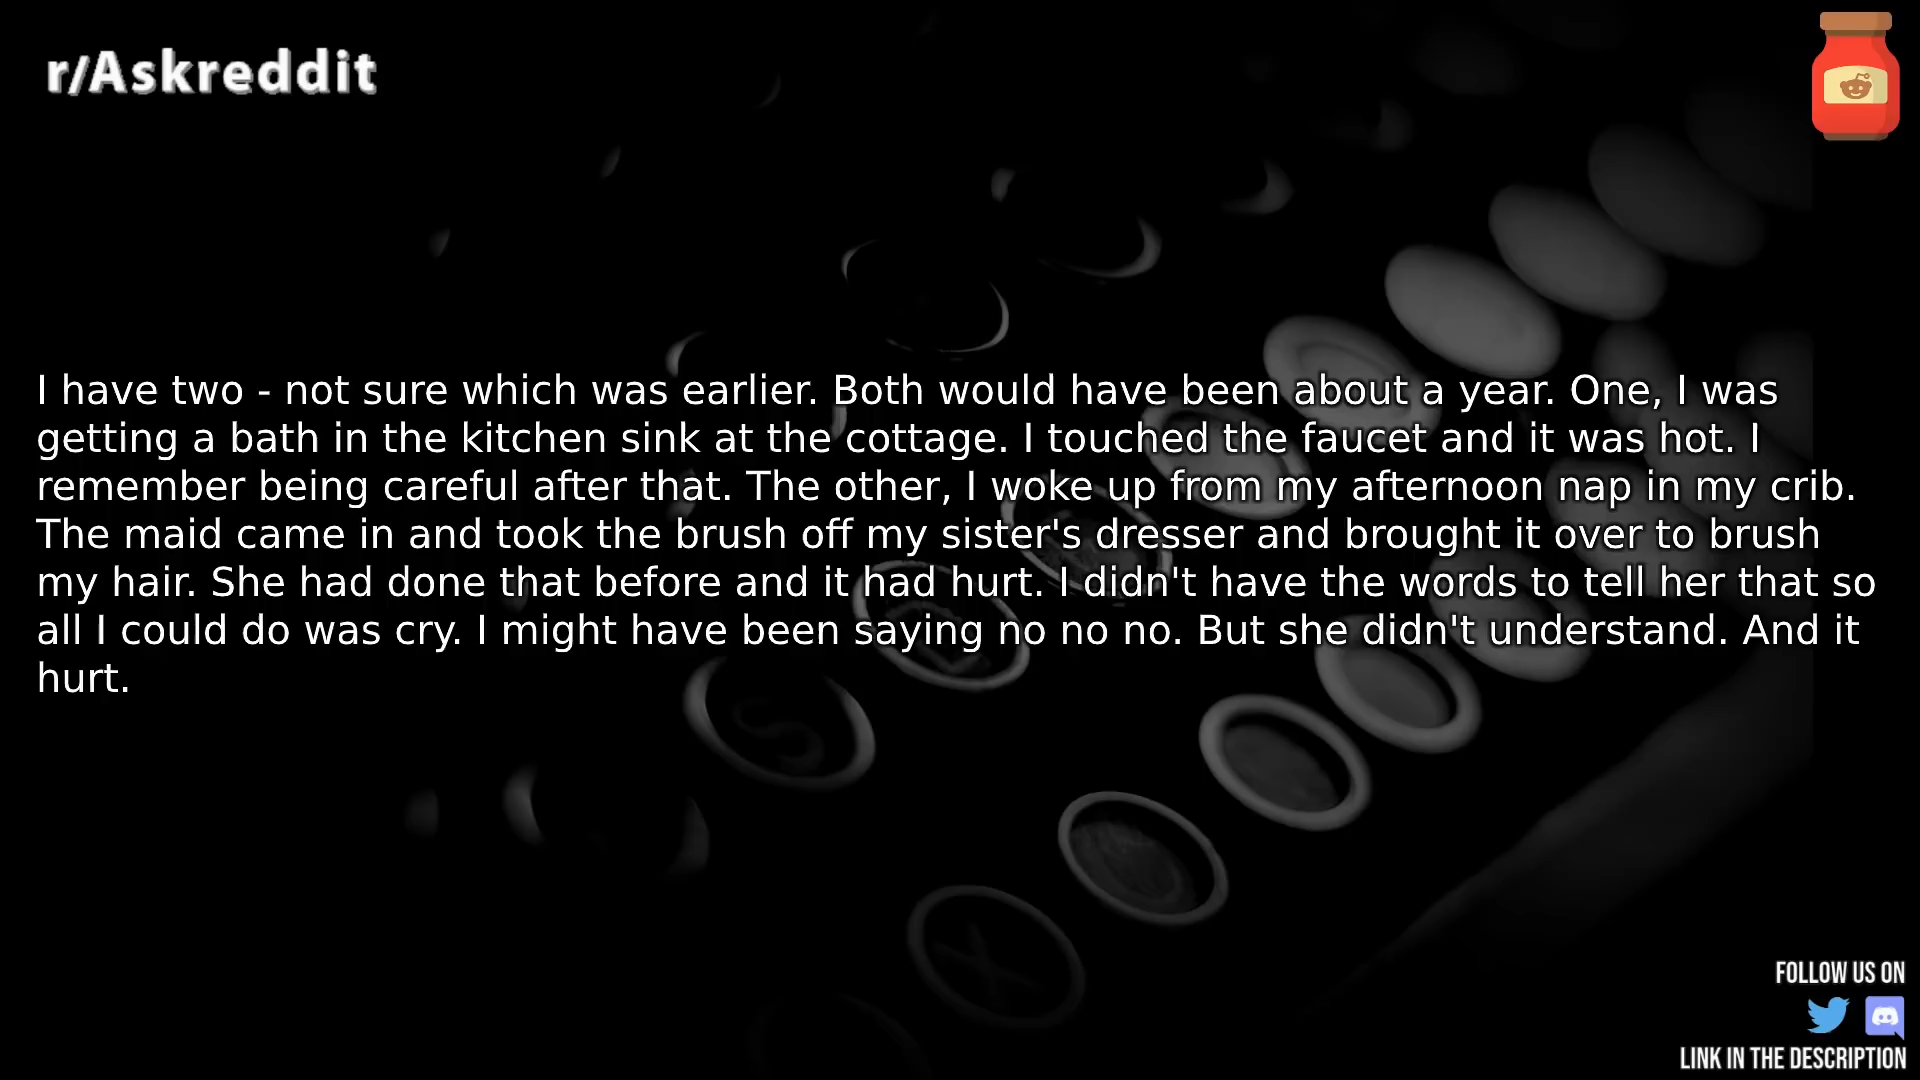 r/Askreddit
I have two - not sure which was earlier. Both would have been about a year. One, I was
getting a bath in the kitchen sink at the cottage. I touched the faucet and it was hot. I
remember being careful after that. The other, I woke up from my afternoon nap in my crib.
The maid came in and took the brush off my sister's dresser and brought it over to brush
my hair. She had done that before and it had hurt. I didn't have the words to tell her that so
all I could do was cry. I might have been saying no no no. But she didn't understand. And it
hurt.
S
X
FOLLOW US ON
LINK IN THE DESCRIPTION